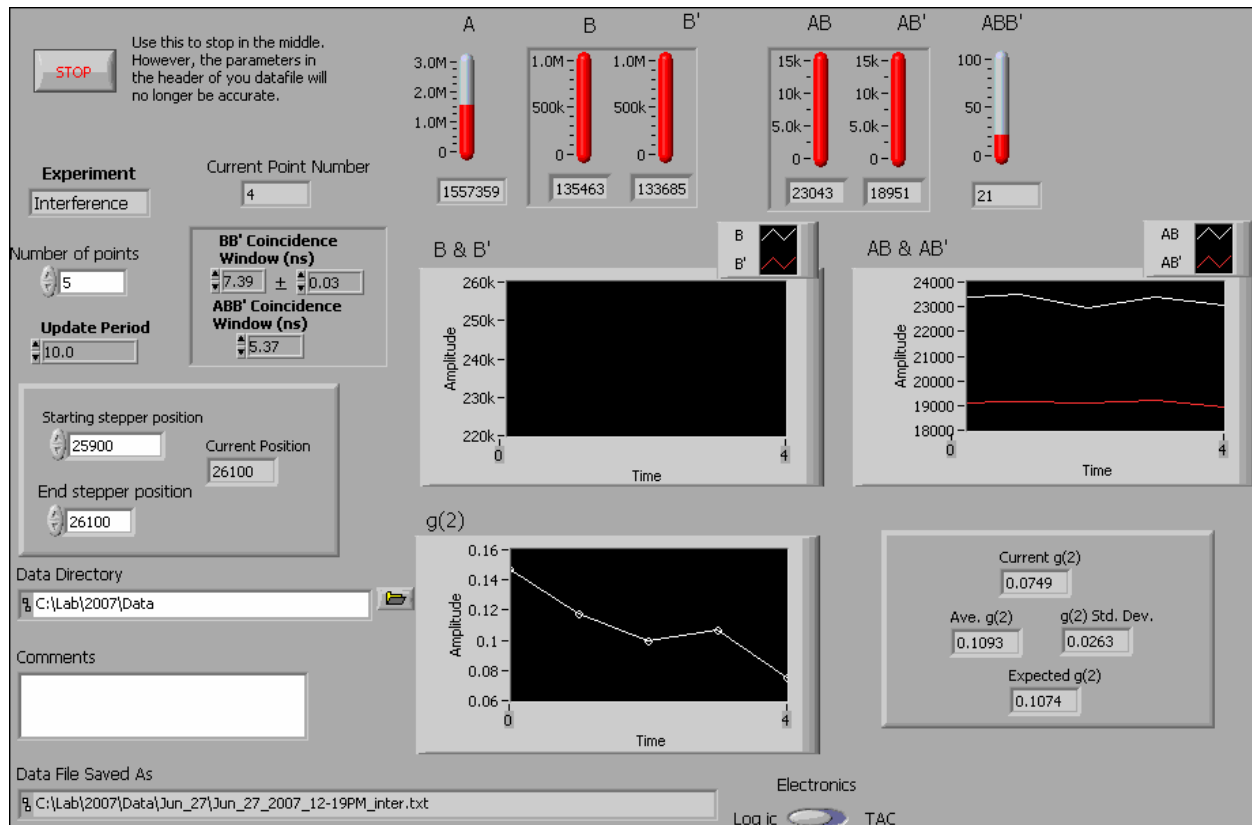 STOP
Use this to stop in the middle.
However, the parameters in
the header of you datafile will
no longer be accurate.
Experiment
Interference
Current Point Number
4
Number of points
5
BB' Coincidence
Window (ns)
7.39 ± 0.03
ABB' Coincidence
Window (ns)
5.37
Update Period
10.0
Starting stepper position
25900
Current Position
26100
End stepper position
26100
Data Directory
C:\Lab\2007\Data
Comments
Data File Saved As
C:\Lab\2007\Data\Jun_27\Jun_27_2007_12-19PM_inter.txt
A
3.0M
2.0M
1.0M
0
1557359
B
1.0M
500k
0
135463
B'
1.0M
500k
0
133685
AB
15k
10k
5.0k
0
23043
AB'
15k
10k
5.0k
0
18951
ABB'
100
50
0
21
B & B'
B
B'
260k
250k
240k
230k
220k
Amplitude
0 4
Time
AB & AB'
AB
AB'
24000
23000
22000
21000
20000
19000
18000
Amplitude
0 4
Time
g(2)
0.16
0.14
0.12
0.1
0.08
0.06
Amplitude
0 4
Time
Current g(2)
0.0749
Ave. g(2)
0.1093
g(2) Std. Dev.
0.0263
Expected g(2)
0.1074
Electronics
Logic TAC